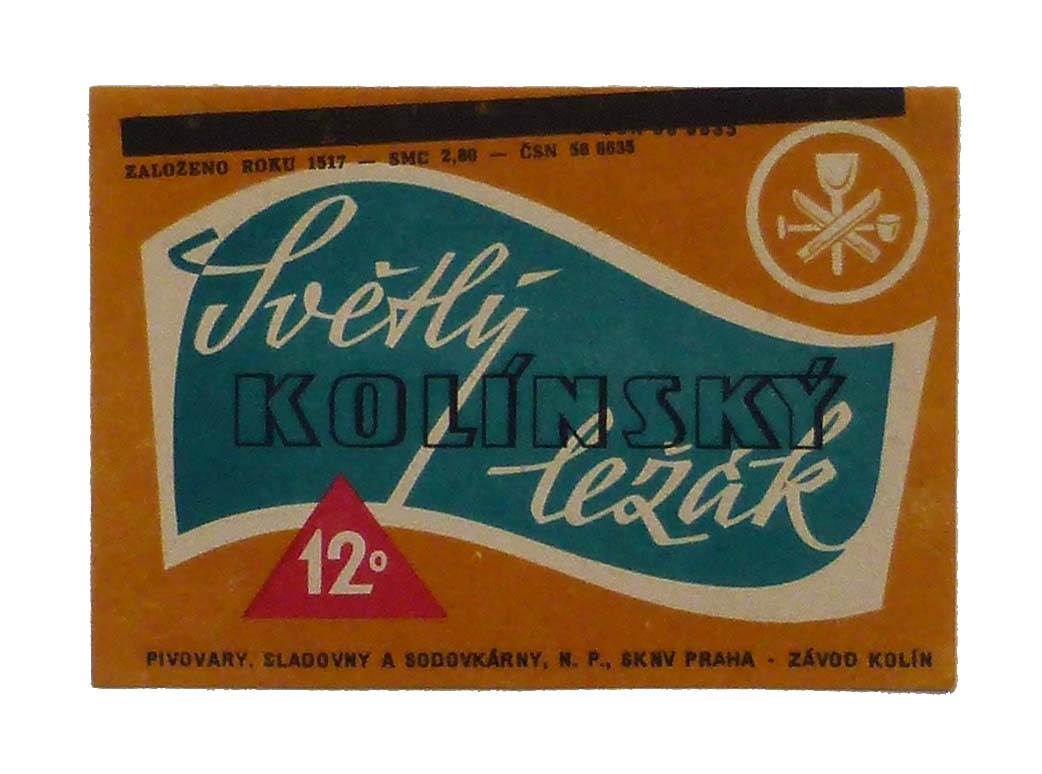 ZALOŽENO ROKU 1517 — SMC 2,80 — ČSN 56 6635
Světlý
KOLÍNSKÝ
ležák
12°
PIVOVARY, SLADOVNY A SODOVKÁRNY, N. P., SKNV PRAHA · ZÁVOD KOLÍN